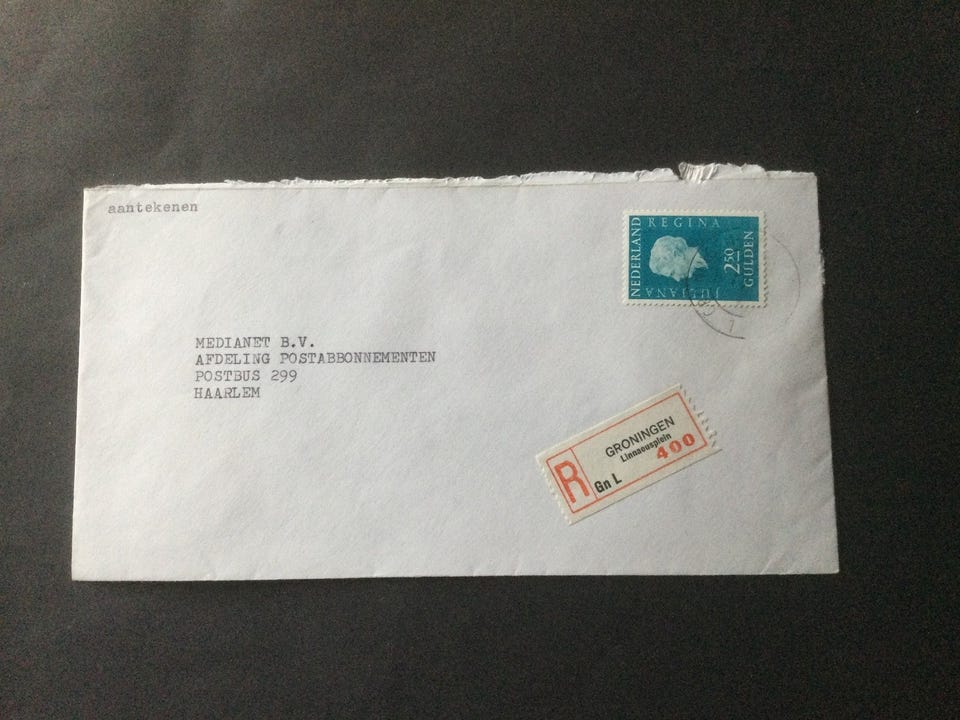 aantekenen
NEDERLAND
REGINA
JULIANA
2.50
GULDEN
MEDIANET B.V.
AFDELING POSTABBONNEMENTEN
POSTBUS 299
HAARLEM
GRONINGEN
Linnaeusplein
R
Gn L
400